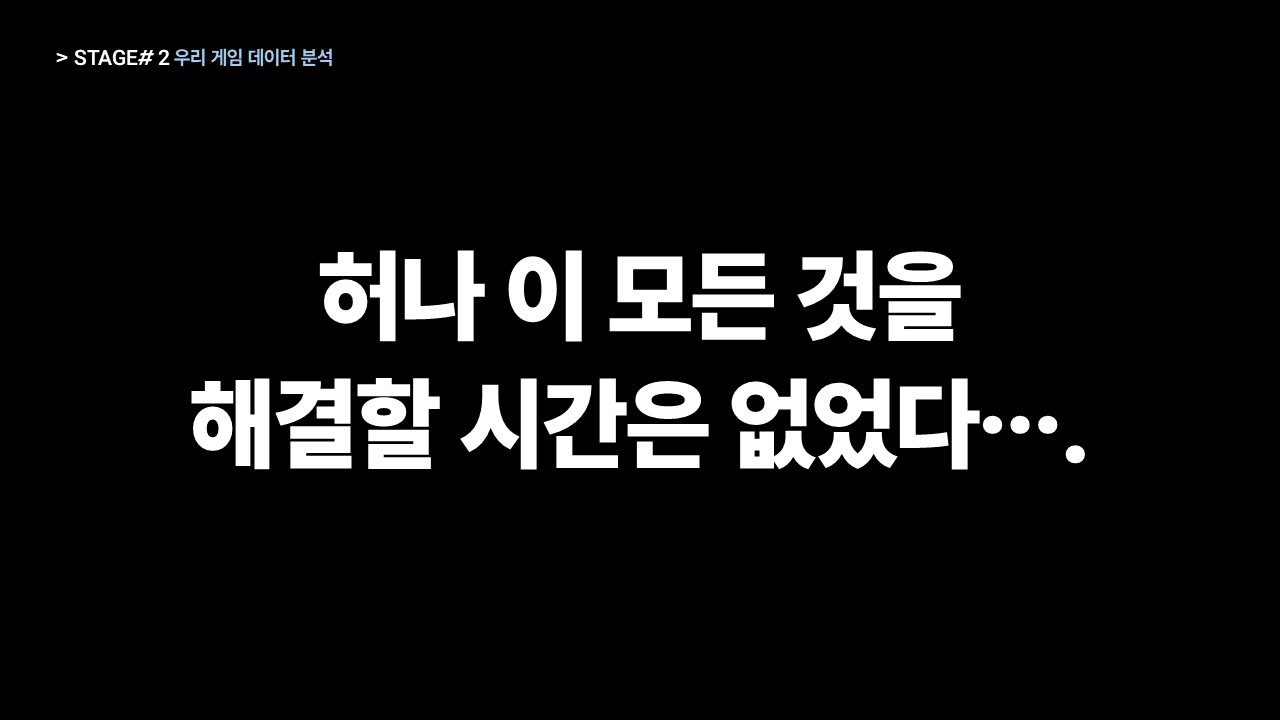 > STAGE# 2 우리 게임 데이터 분석
허나 이 모든 것을
해결할 시간은 없었다….